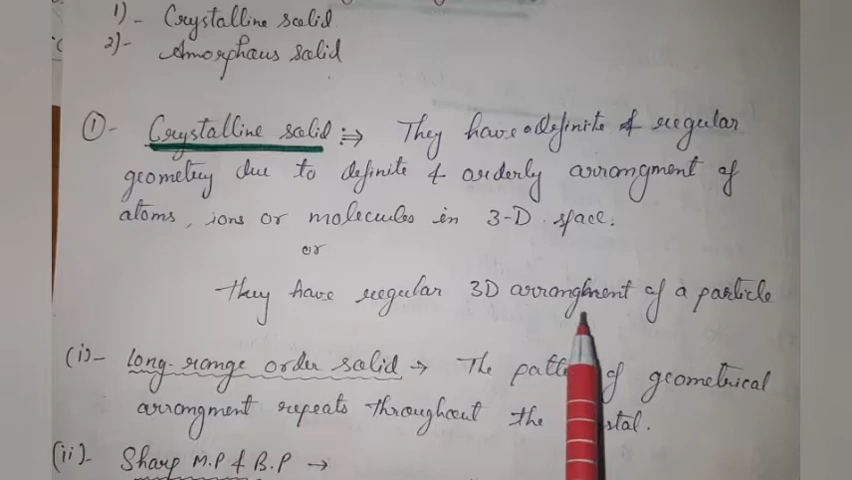 1)- Crystalline solid
2)- Amorphous solid
①- Crystalline solid :⇒ They have definite & regular
geometry due to definite & orderly arrangment of
atoms, ions or molecules in 3-D space.
or
They have regular 3D arrangment of a particle
(i)- Long-range order solid → The of geometrical
arrangment repeats throughout the
(ii)- Sharp M.P & B.P →